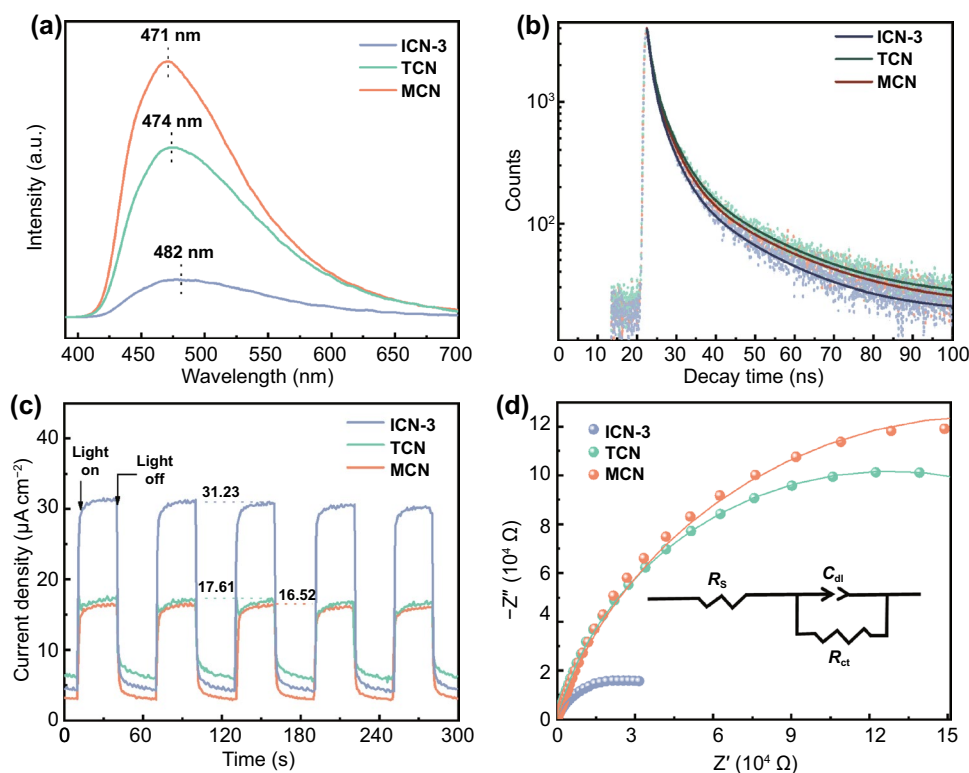 (a)
471 nm
474 nm
482 nm
ICN-3
TCN
MCN
Intensity (a.u.)
400 450 500 550 600 650 700
Wavelength (nm)
(b)
ICN-3
TCN
MCN
10³
10²
Counts
0 10 20 30 40 50 60 70 80 90 100
Decay time (ns)
(c)
ICN-3
TCN
MCN
Light
on
Light
off
31.23
17.61
16.52
40
30
20
10
0
Current density (μA cm⁻²)
0 60 120 180 240 300
Time (s)
(d)
ICN-3
TCN
MCN
12
10
8
6
4
2
0
−Z″ (10⁴ Ω)
Rs
Cdl
Rct
0 3 6 9 12 15
Z′ (10⁴ Ω)